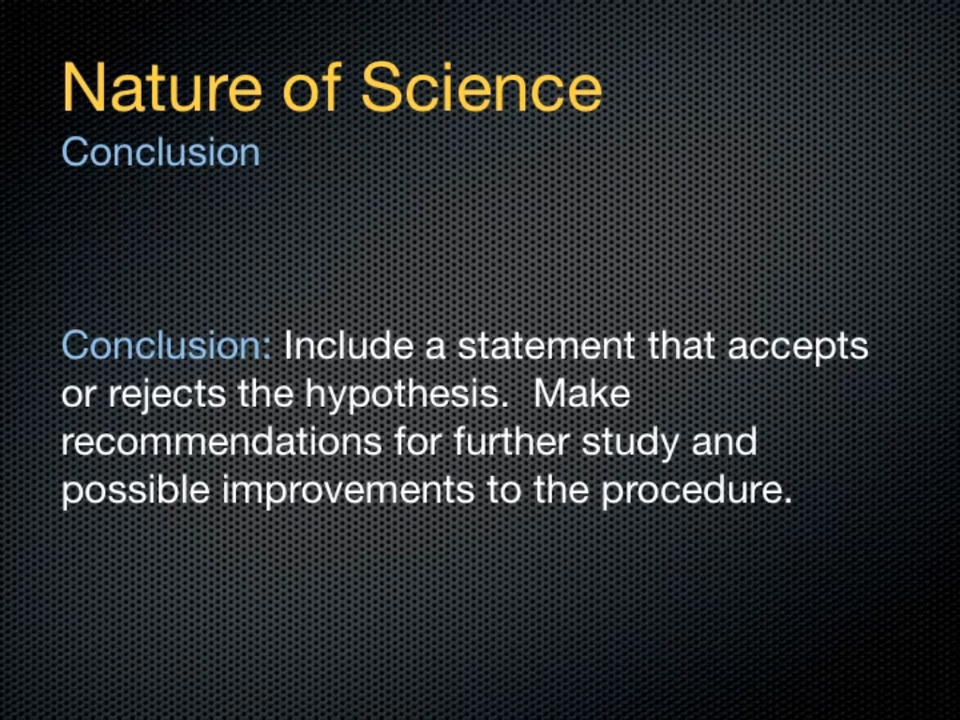 Nature of Science
Conclusion
Conclusion: Include a statement that accepts
or rejects the hypothesis.  Make
recommendations for further study and
possible improvements to the procedure.